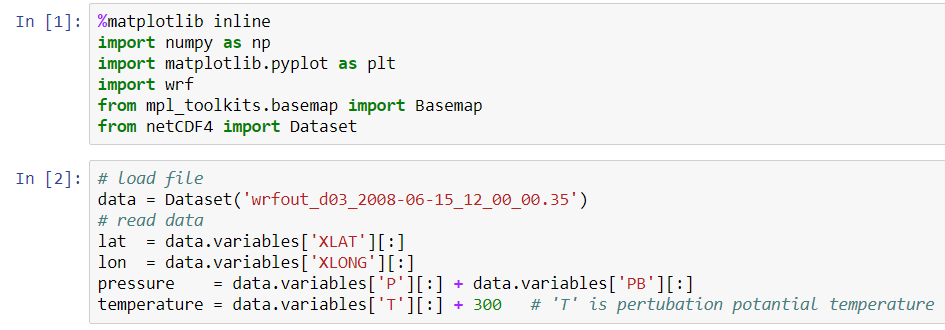 In [1]: %matplotlib inline
import numpy as np
import matplotlib.pyplot as plt
import wrf
from mpl_toolkits.basemap import Basemap
from netCDF4 import Dataset
In [2]: # load file
data = Dataset('wrfout_d03_2008-06-15_12_00_00.35')
# read data
lat  = data.variables['XLAT'][:]
lon  = data.variables['XLONG'][:]
pressure    = data.variables['P'][:] + data.variables['PB'][:]
temperature = data.variables['T'][:] + 300   # 'T' is pertubation potantial temperature